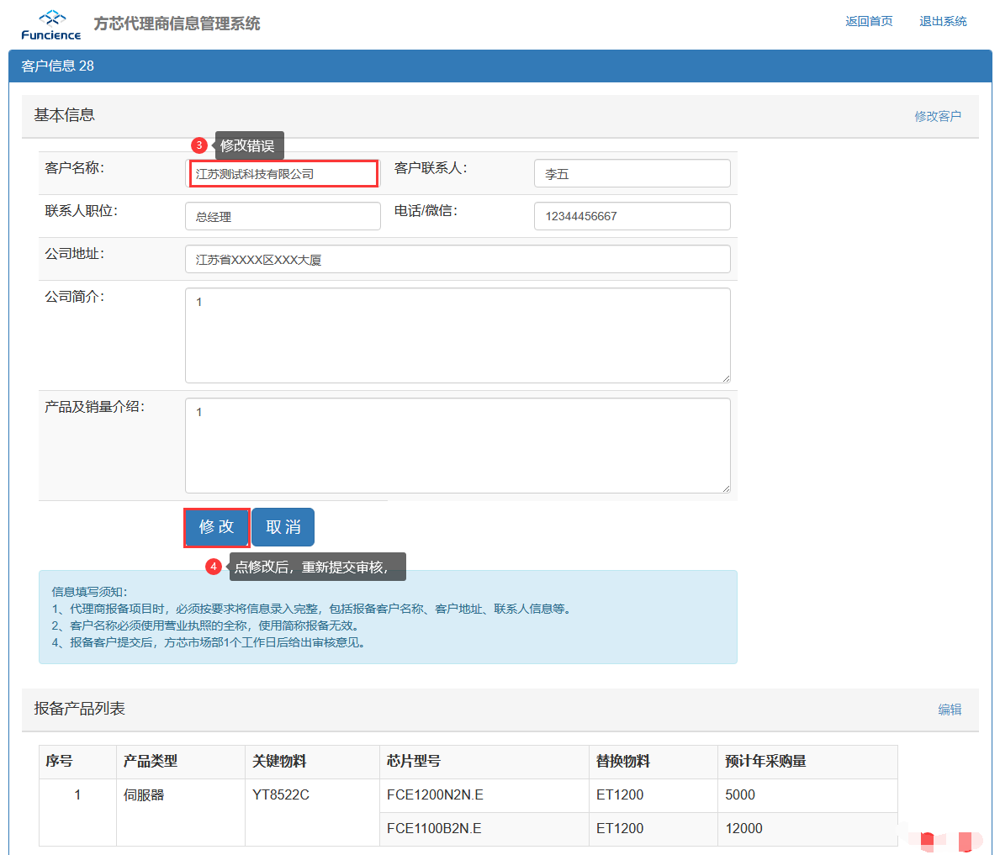 Funcience
方芯代理商信息管理系统
返回首页
退出系统
客户信息 28
基本信息
修改客户
3
修改错误
客户名称：
江苏测试科技有限公司
客户联系人：
李五
联系人职位：
总经理
电话/微信：
12344456667
公司地址：
江苏省XXXX区XXX大厦
公司简介：
1
产品及销量介绍：
1
修 改
取 消
4
点修改后，重新提交审核，
信息填写须知：
1、代理商报备项目时，必须按要求将信息录入完整，包括报备客户名称、客户地址、联系人信息等。
2、客户名称必须使用营业执照的全称，使用简称报备无效。
4、报备客户提交后，方芯市场部1个工作日后给出审核意见。
报备产品列表
编辑
序号 产品类型 关键物料 芯片型号 替换物料 预计年采购量
1 伺服器 YT8522C FCE1200N2N.E ET1200 5000
FCE1100B2N.E ET1200 12000